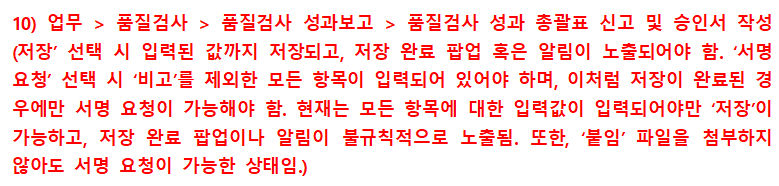 10) 업무 > 품질검사 > 품질검사 성과보고 > 품질검사 성과 총괄표 신고 및 승인서 작성
(저장’ 선택 시 입력된 값까지 저장되고, 저장 완료 팝업 혹은 알림이 노출되어야 함. ‘서명
요청’ 선택 시 ‘비고’를 제외한 모든 항목이 입력되어 있어야 하며, 이처럼 저장이 완료된 경
우에만 서명 요청이 가능해야 함. 현재는 모든 항목에 대한 입력값이 입력되어야만 ‘저장’이
가능하고, 저장 완료 팝업이나 알림이 불규칙적으로 노출됨. 또한, ‘붙임’ 파일을 첨부하지
않아도 서명 요청이 가능한 상태임.)